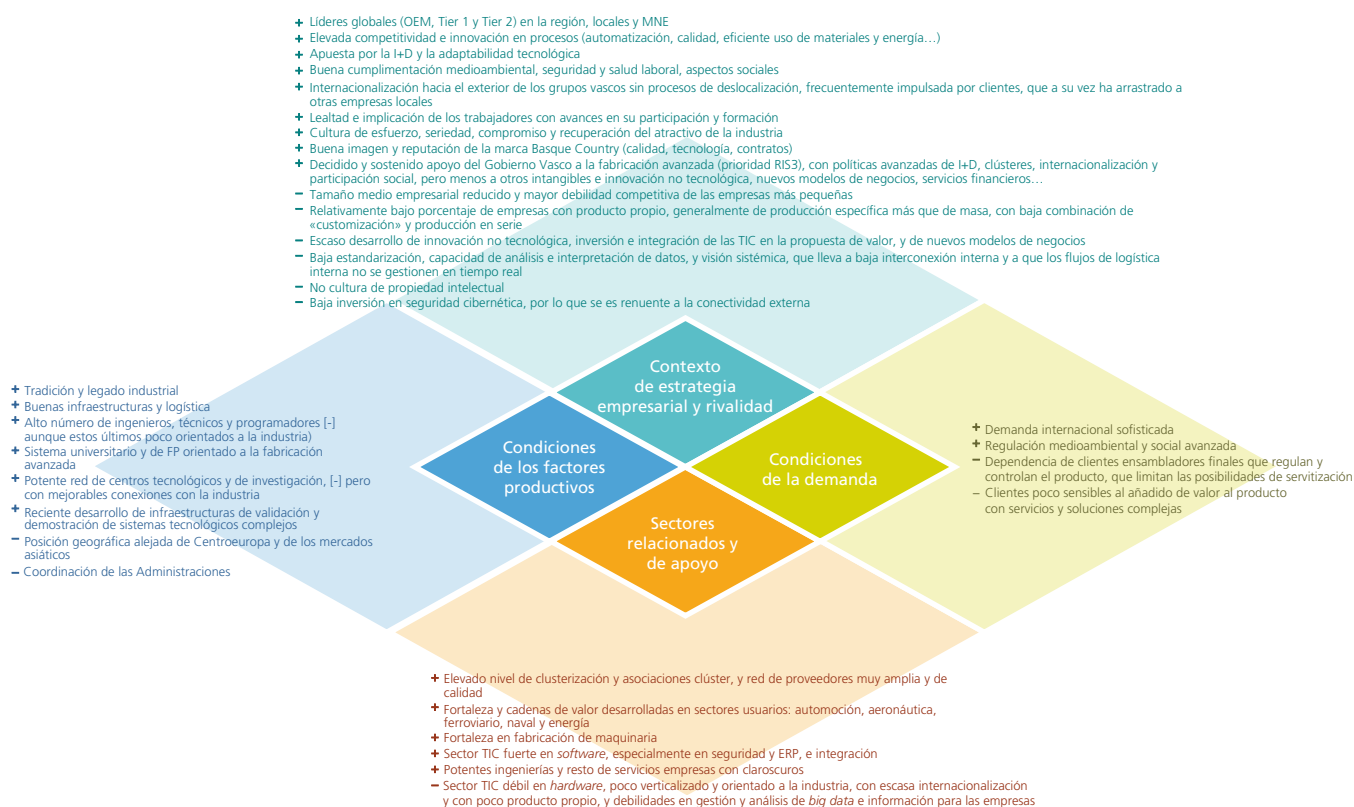 + Líderes globales (OEM, Tier 1 y Tier 2) en la región, locales y MNE
+ Elevada competitividad e innovación en procesos (automatización, calidad, eficiente uso de materiales y energía…)
+ Apuesta por la I+D y la adaptabilidad tecnológica
+ Buena cumplimentación medioambiental, seguridad y salud laboral, aspectos sociales
+ Internacionalización hacia el exterior de los grupos vascos sin procesos de deslocalización, frecuentemente impulsada por clientes, que a su vez ha arrastrado a
otras empresas locales
+ Lealtad e implicación de los trabajadores con avances en su participación y formación
+ Cultura de esfuerzo, seriedad, compromiso y recuperación del atractivo de la industria
+ Buena imagen y reputación de la marca Basque Country (calidad, tecnología, contratos)
+ Decidido y sostenido apoyo del Gobierno Vasco a la fabricación avanzada (prioridad RIS3), con políticas avanzadas de I+D, clústeres, internacionalización y
participación social, pero menos a otros intangibles e innovación no tecnológica, nuevos modelos de negocios, servicios financieros…
− Tamaño medio empresarial reducido y mayor debilidad competitiva de las empresas más pequeñas
− Relativamente bajo porcentaje de empresas con producto propio, generalmente de producción específica más que de masa, con baja combinación de
«customización» y producción en serie
− Escaso desarrollo de innovación no tecnológica, inversión e integración de las TIC en la propuesta de valor, y de nuevos modelos de negocios
− Baja estandarización, capacidad de análisis e interpretación de datos, y visión sistémica, que lleva a baja interconexión interna y a que los flujos de logística
interna no se gestionen en tiempo real
− No cultura de propiedad intelectual
− Baja inversión en seguridad cibernética, por lo que se es renuente a la conectividad externa
Contexto
de estrategia
empresarial y rivalidad
+ Tradición y legado industrial
+ Buenas infraestructuras y logística
+ Alto número de ingenieros, técnicos y programadores [-]
aunque estos últimos poco orientados a la industria)
+ Sistema universitario y de FP orientado a la fabricación
avanzada
+ Potente red de centros tecnológicos y de investigación, [-] pero
con mejorables conexiones con la industria
+ Reciente desarrollo de infraestructuras de validación y
demostración de sistemas tecnológicos complejos
− Posición geográfica alejada de Centroeuropa y de los mercados
asiáticos
− Coordinación de las Administraciones
Condiciones
de los factores
productivos
Condiciones
de la demanda
+ Demanda internacional sofisticada
+ Regulación medioambiental y social avanzada
− Dependencia de clientes ensambladores finales que regulan y
controlan el producto, que limitan las posibilidades de servitización
− Clientes poco sensibles al añadido de valor al producto
con servicios y soluciones complejas
Sectores
relacionados y
de apoyo
+ Elevado nivel de clusterización y asociaciones clúster, y red de proveedores muy amplia y de
calidad
+ Fortaleza y cadenas de valor desarrolladas en sectores usuarios: automoción, aeronáutica,
ferroviario, naval y energía
+ Fortaleza en fabricación de maquinaria
+ Sector TIC fuerte en software, especialmente en seguridad y ERP, e integración
+ Potentes ingenierías y resto de servicios empresas con claroscuros
− Sector TIC débil en hardware, poco verticalizado y orientado a la industria, con escasa internacionalización
y con poco producto propio, y debilidades en gestión y análisis de big data e información para las empresas